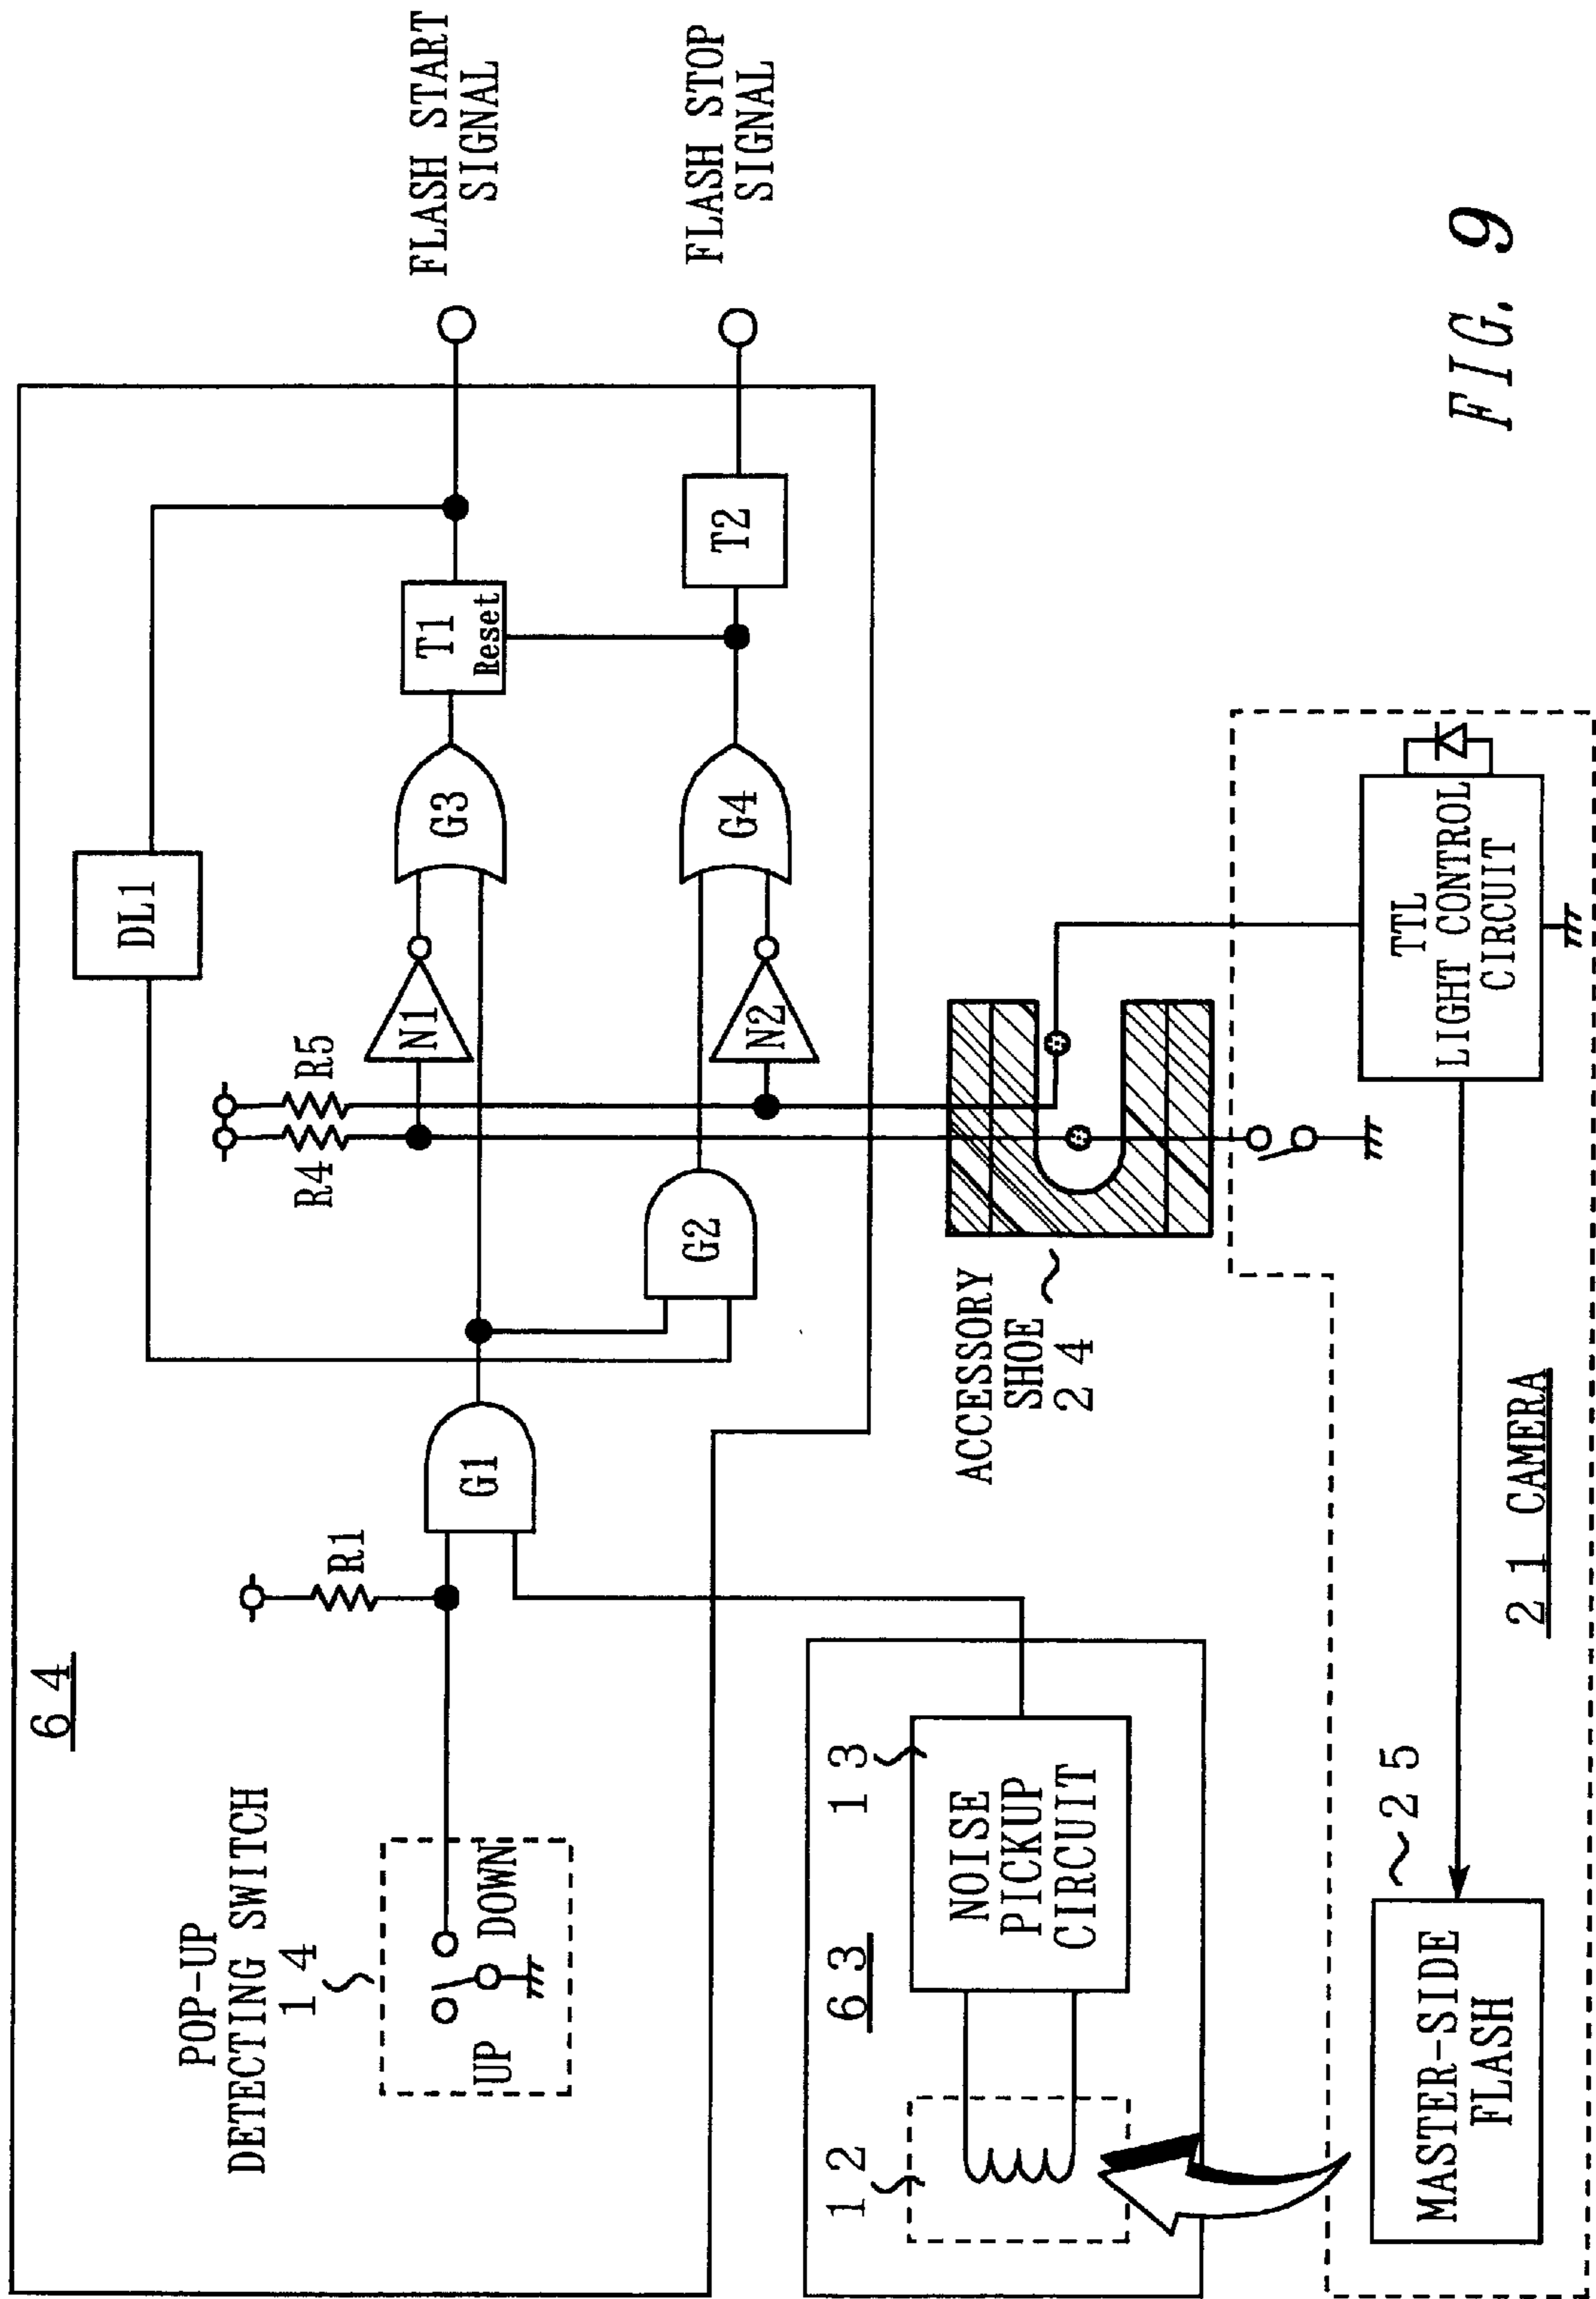 64
POP-UP
DETECTING SWITCH
14
UP
DOWN
R1
G1
DL1
R4
R5
N1
G3
T1
Reset
FLASH START
SIGNAL
G2
N2
G4
T2
FLASH STOP
SIGNAL
12
63
13
NOISE
PICKUP
CIRCUIT
ACCESSORY
SHOE
24
MASTER-SIDE
FLASH
25
21 CAMERA
TTL
LIGHT CONTROL
CIRCUIT
FIG. 9